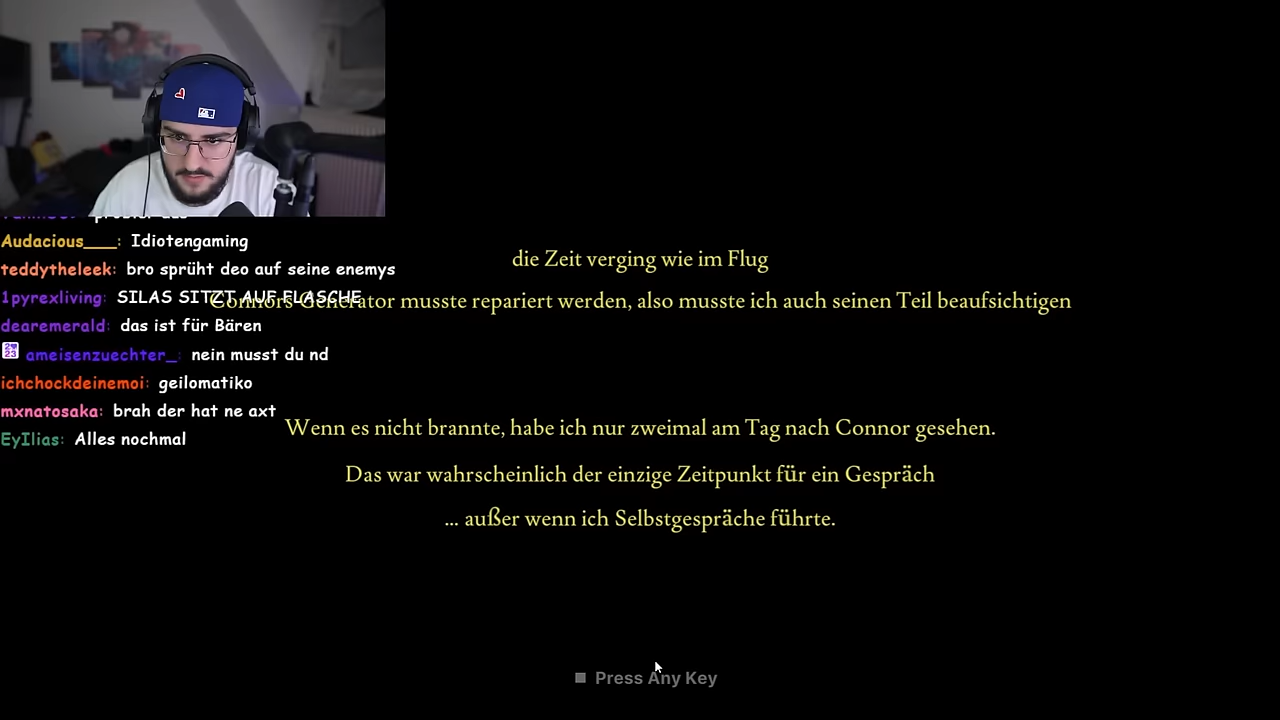 Audacious___: Idiotengaming
teddytheleek: bro sprüht deo auf seine enemys
1pyrexliving: SILAS SITZT AUF FLASCHE
dearemerald: das ist für Bären
ameisenzuechter_: nein musst du nd
ichchockdeinemoi: geilomatiko
mxnatosaka: brah der hat ne axt
EyIlias: Alles nochmal
die Zeit verging wie im Flug
Connors Generator musste repariert werden, also musste ich auch seinen Teil beaufsichtigen
Wenn es nicht brannte, habe ich nur zweimal am Tag nach Connor gesehen.
Das war wahrscheinlich der einzige Zeitpunkt für ein Gespräch
... außer wenn ich Selbstgespräche führte.
Press Any Key